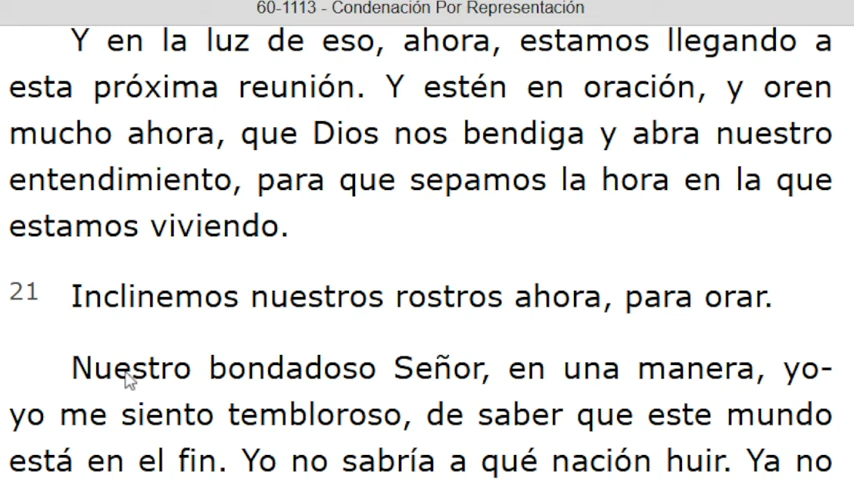 60-1113 - Condenación Por Representación
Y en la luz de eso, ahora, estamos llegando a
esta próxima reunión. Y estén en oración, y oren
mucho ahora, que Dios nos bendiga y abra nuestro
entendimiento, para que sepamos la hora en la que
estamos viviendo.
21 Inclinemos nuestros rostros ahora, para orar.
Nuestro bondadoso Señor, en una manera, yo-
yo me siento tembloroso, de saber que este mundo
está en el fin. Yo no sabría a qué nación huir. Ya no